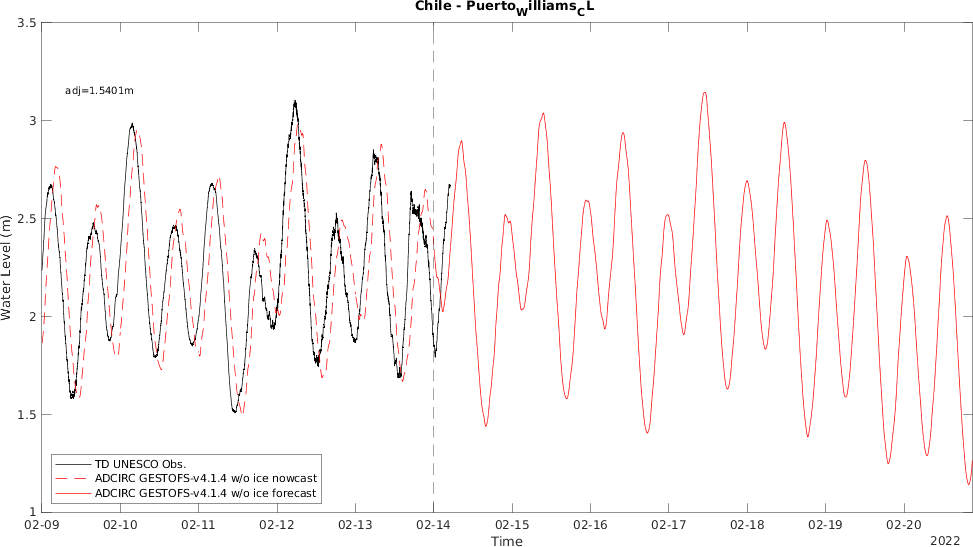 Chile - PuertoWilliamsCL
adj=1.5401m
Water Level (m)
3.5
3
2.5
2
1.5
1
TD UNESCO Obs.
ADCIRC GESTOFS-v4.1.4 w/o ice nowcast
ADCIRC GESTOFS-v4.1.4 w/o ice forecast
02-09 02-10 02-11 02-12 02-13 02-14 02-15 02-16 02-17 02-18 02-19 02-20
Time
2022